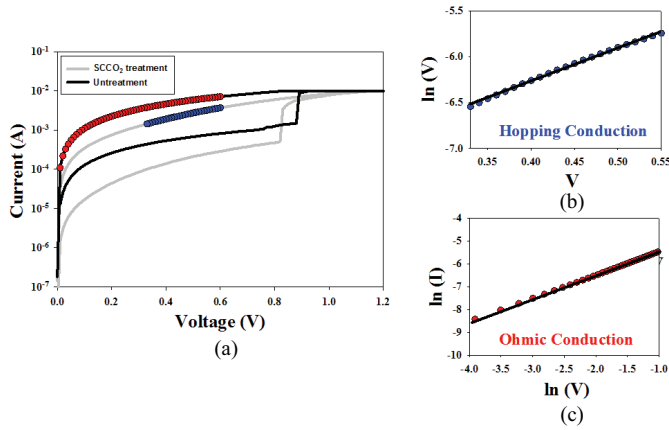 (a)
10⁻¹
10⁻²
10⁻³
10⁻⁴
10⁻⁵
10⁻⁶
10⁻⁷
Current (A)
SCCO₂ treatment
Untreatment
0.0 0.2 0.4 0.6 0.8 1.0 1.2
Voltage (V)
(a)
-5.5
-6.0
-6.5
-7.0
ln (V)
Hopping Conduction
0.35 0.40 0.45 0.50 0.55
V
(b)
-4
-5
-6
-7
-8
-9
-10
ln (I)
Ohmic Conduction
-4.0 -3.5 -3.0 -2.5 -2.0 -1.5 -1.0
ln (V)
(c)